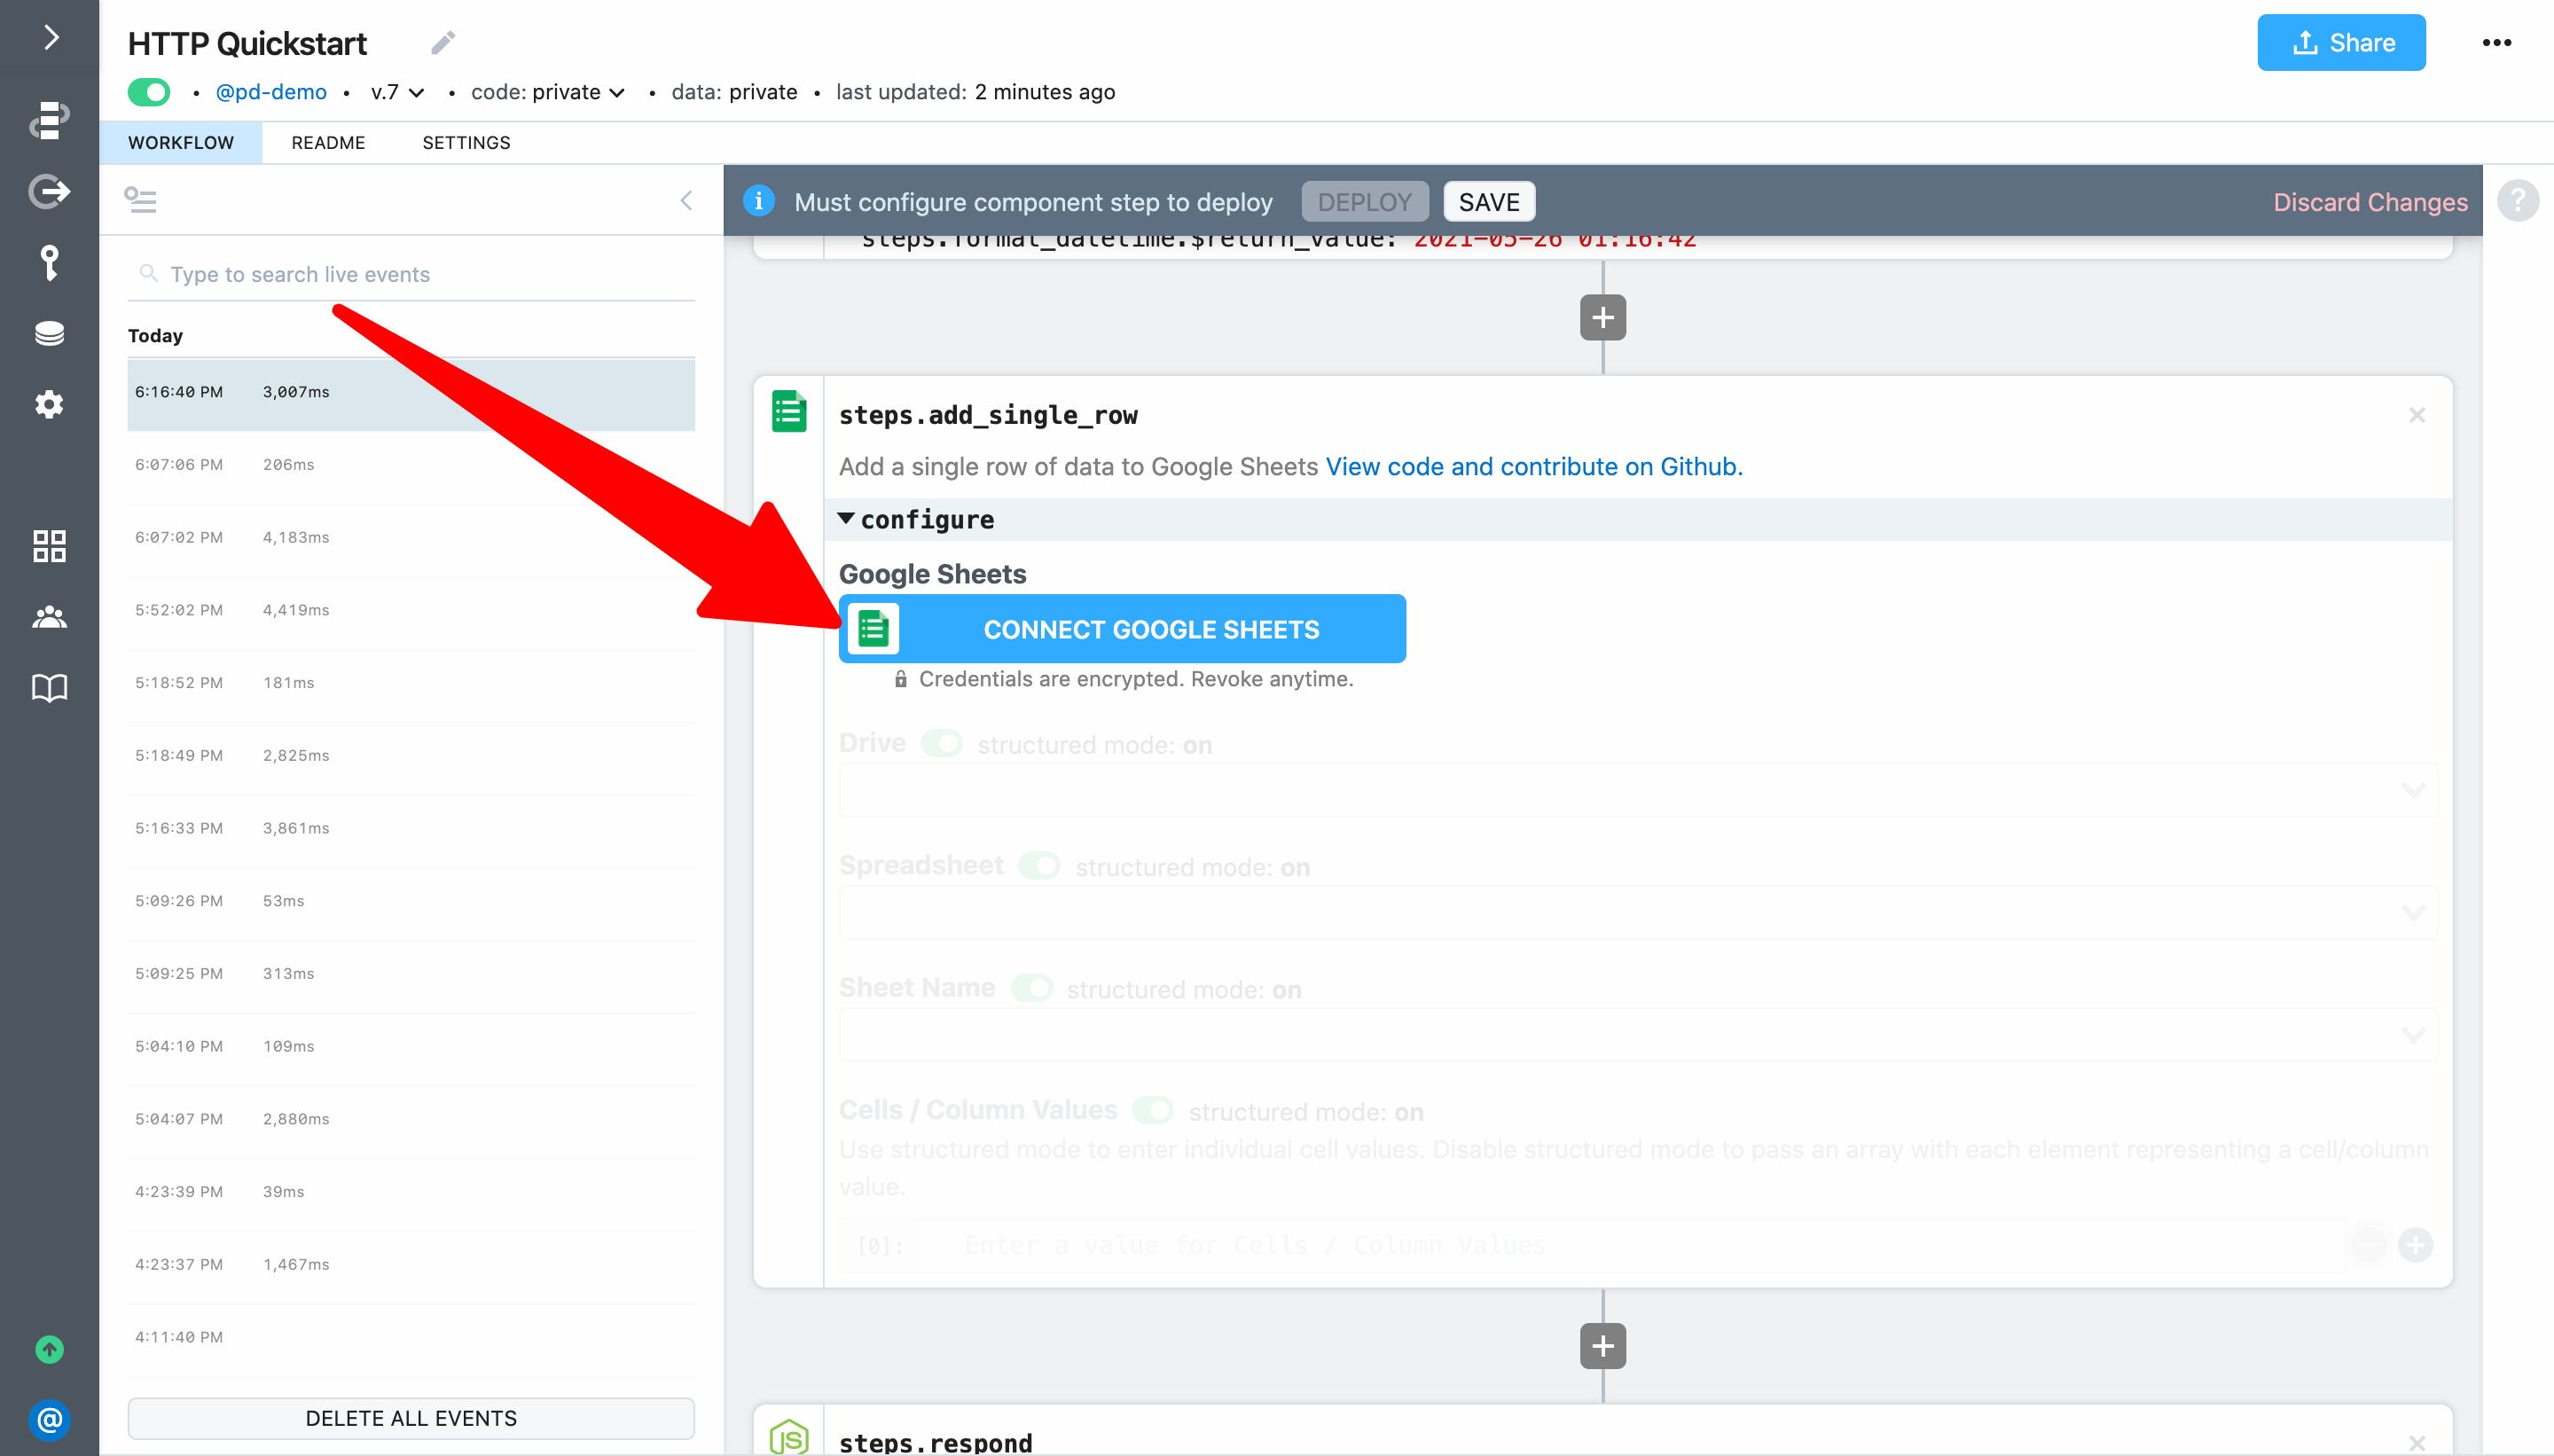 HTTP Quickstart
Share
@pd-demo • v.7 • code: private • data: private • last updated: 2 minutes ago
WORKFLOW README SETTINGS
i Must configure component step to deploy DEPLOY SAVE Discard Changes ?
Type to search live events
steps.format_datetime.$return_value: 2021-05-26 01:16:42
Today
6:16:40 PM 3,007ms
6:07:06 PM 206ms
6:07:02 PM 4,183ms
5:52:02 PM 4,419ms
5:18:52 PM 181ms
5:18:49 PM 2,825ms
5:16:33 PM 3,861ms
5:09:26 PM 53ms
5:09:25 PM 313ms
5:04:10 PM 109ms
5:04:07 PM 2,880ms
4:23:39 PM 39ms
4:23:37 PM 1,467ms
4:11:40 PM
DELETE ALL EVENTS
steps.add_single_row
Add a single row of data to Google Sheets View code and contribute on Github.
configure
Google Sheets
CONNECT GOOGLE SHEETS
Credentials are encrypted. Revoke anytime.
Drive structured mode: on
Spreadsheet structured mode: on
Sheet Name structured mode: on
Cells / Column Values structured mode: on
Use structured mode to enter individual cell values. Disable structured mode to pass an array with each element representing a cell/column
value.
[0]: Enter a value for Cells / Column Values
JS
steps.respond
@